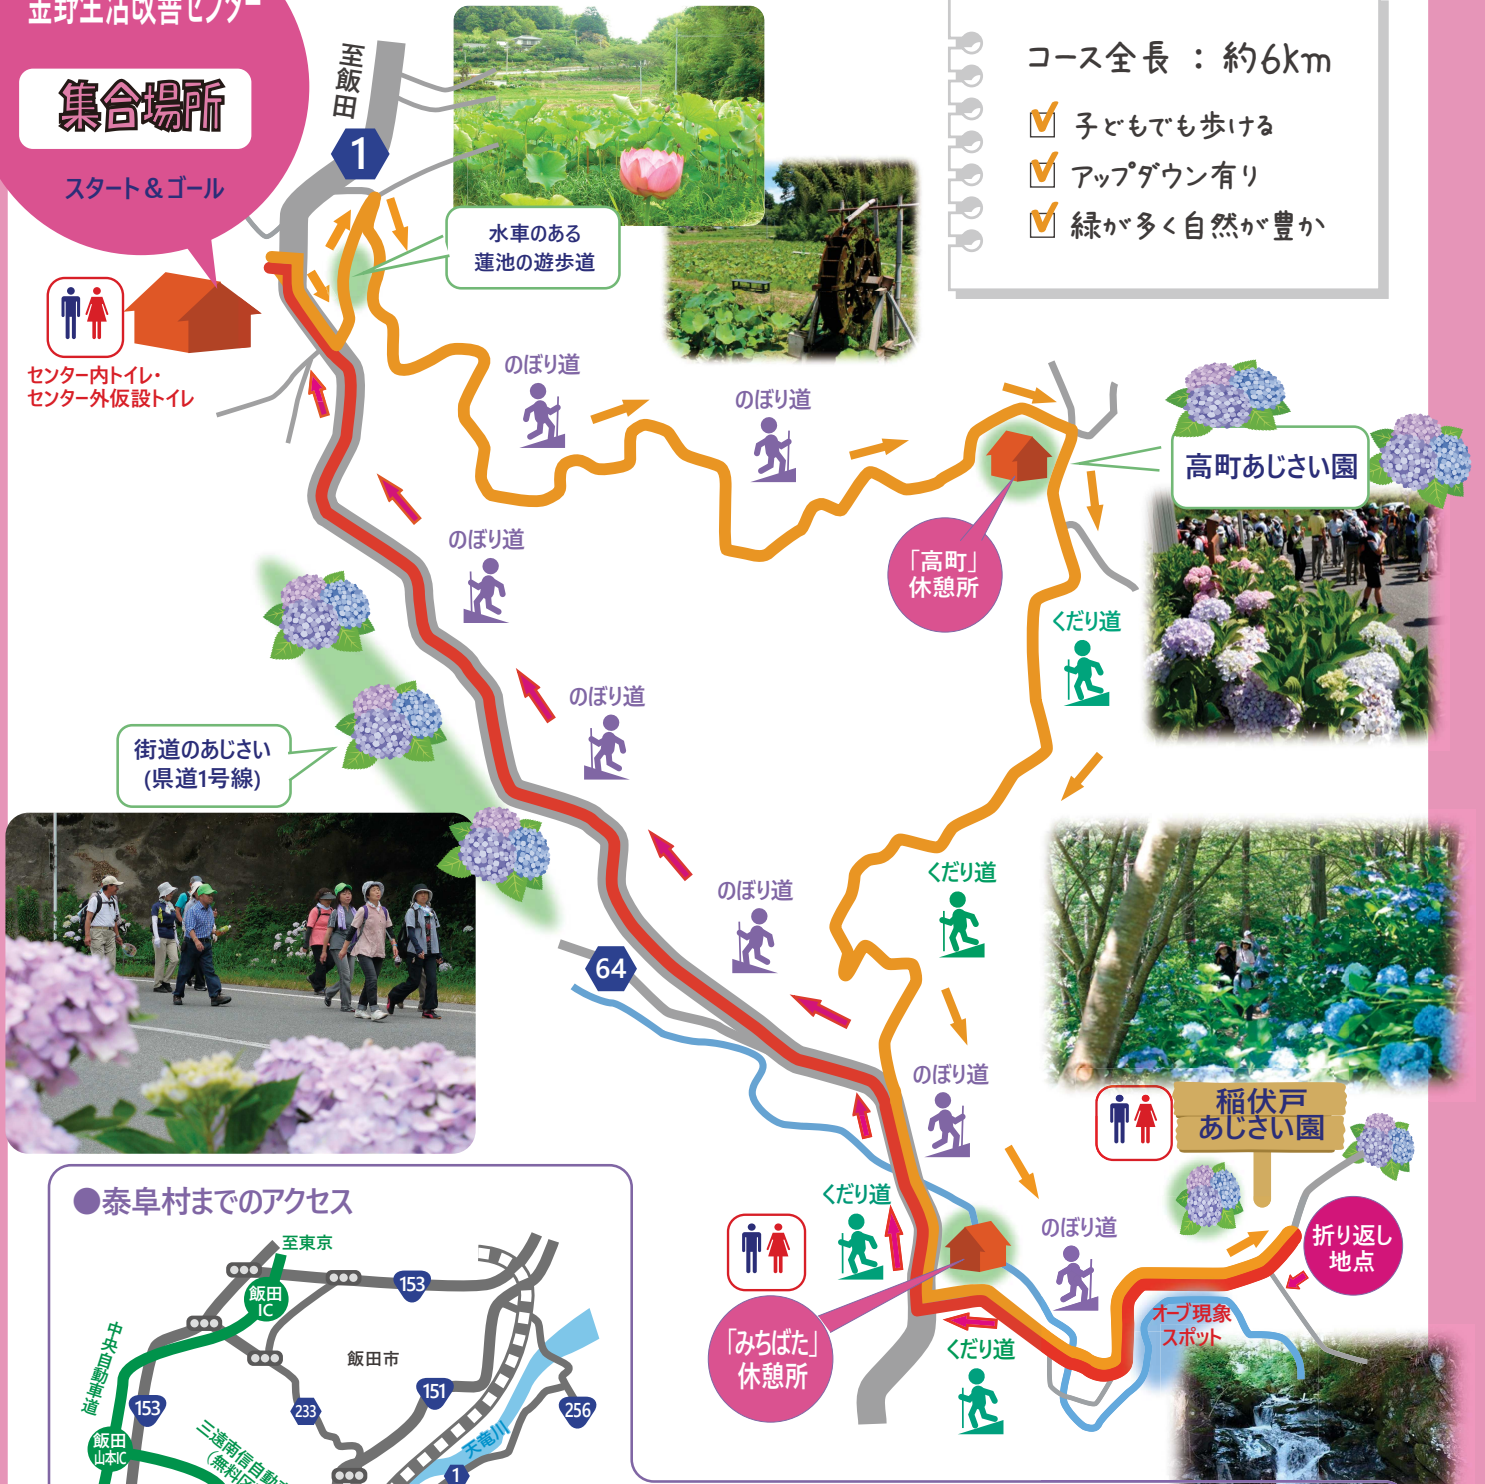 金野生活改善センター
集合場所
スタート＆ゴール
至飯田
1
コース全長 ： 約6km
子どもでも歩ける
アップダウン有り
緑が多く自然が豊か
水車のある
蓮池の遊歩道
センター内トイレ・
センター外仮設トイレ
のぼり道
のぼり道
高町あじさい園
「高町」
休憩所
のぼり道
くだり道
のぼり道
街道のあじさい
(県道1号線)
くだり道
のぼり道
64
のぼり道
稲伏戸
あじさい園
くだり道
のぼり道
折り返し
地点
オーブ現象
スポット
「みちばた」
休憩所
くだり道
●泰阜村までのアクセス
至東京
153
飯田
IC
中央自動車道
飯田市
153
151
233
256
飯田
山本IC
三遠南信自動車
天竜川
1